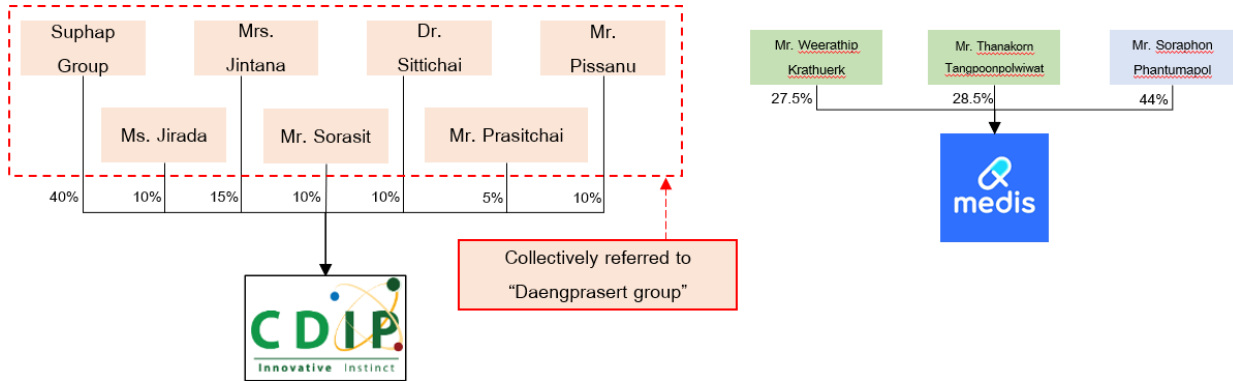 Suphap
Group
Mrs.
Jintana
Dr.
Sittichai
Mr.
Pissanu
Ms. Jirada
Mr. Sorasit
Mr. Prasitchai
40%
10%
15%
10%
10%
5%
10%
Collectively referred to
“Daengprasert group”
CDIP
Innovative Instinct
Mr. Weerathip
Krathuerk
Mr. Thanakorn
Tangpoonpolwiwat
Mr. Soraphon
Phantumapol
27.5%
28.5%
44%
medis